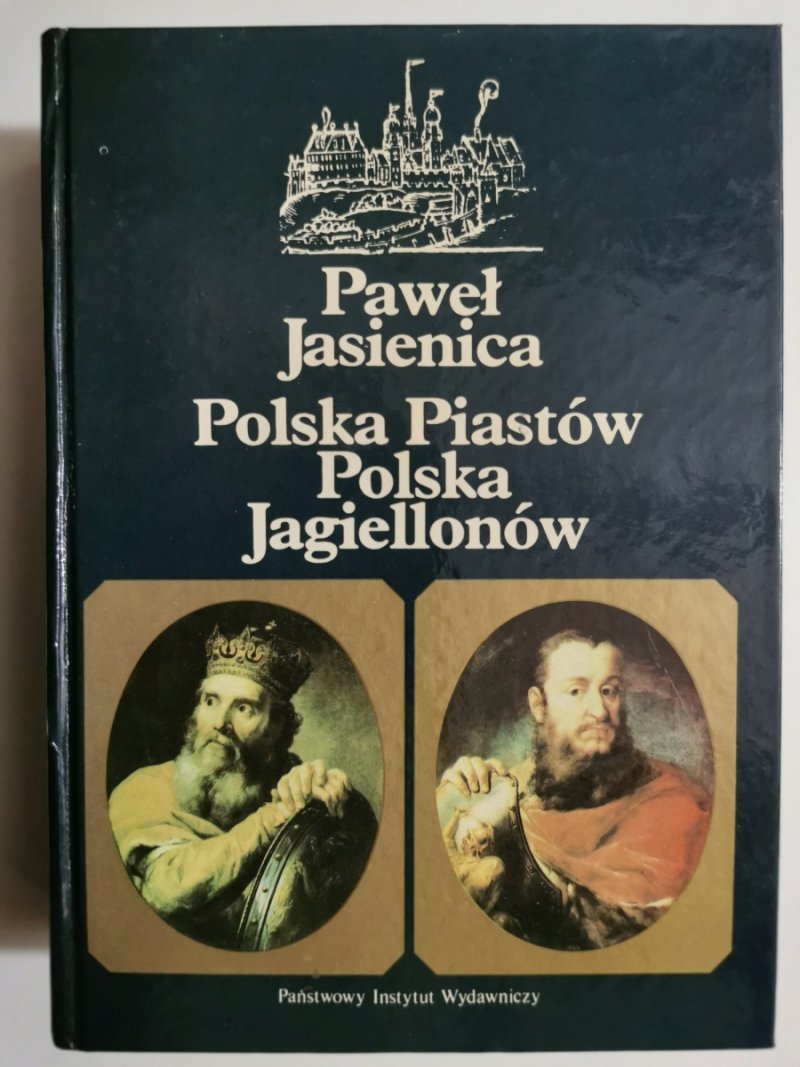 Paweł
Jasienica
Polska Piastów
Polska
Jagiellonów
Państwowy Instytut Wydawniczy